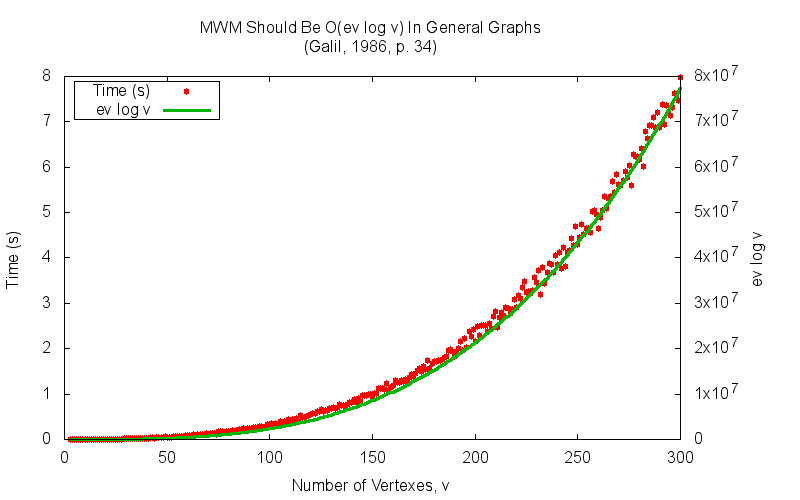 MWM Should Be O(ev log v) In General Graphs
(Galil, 1986, p. 34)
Time (s)
ev log v
8
7
6
5
4
3
2
1
0
8x10^7
7x10^7
6x10^7
5x10^7
4x10^7
3x10^7
2x10^7
1x10^7
0
Time (s)
ev log v
0 50 100 150 200 250 300
Number of Vertexes, v